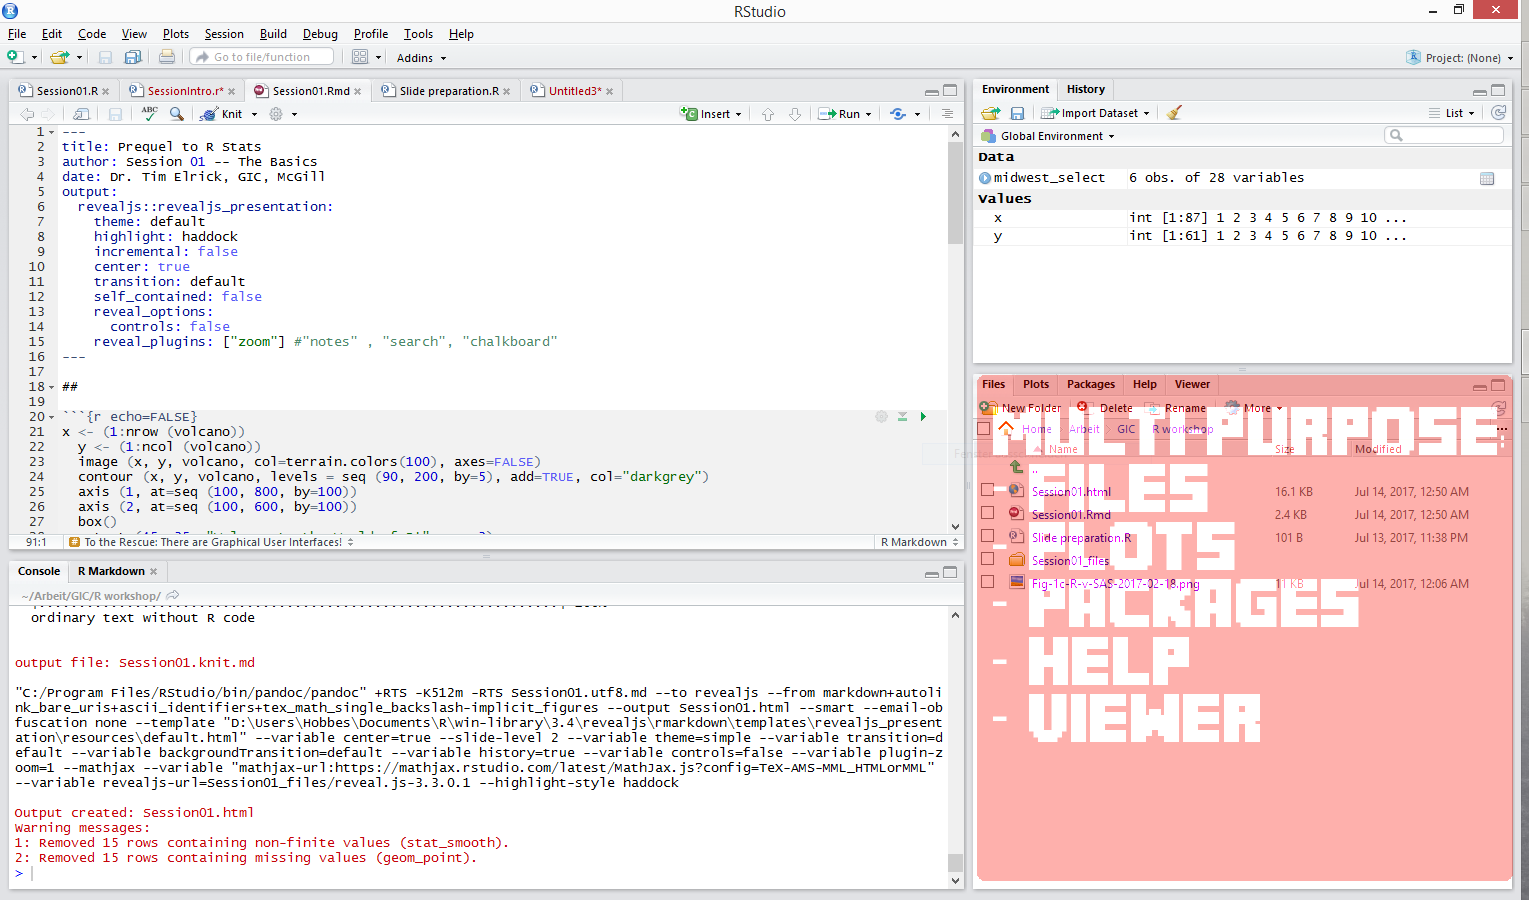 RStudio
File Edit Code View Plots Session Build Debug Profile Tools Help
Go to file/function Addins Project: (None)
Session01.R SessionIntro.r* Session01.Rmd Slide preparation.R Untitled3*
ABC Knit Insert Run
1 ---
2 title: Prequel to R Stats
3 author: Session 01 -- The Basics
4 date: Dr. Tim Elrick, GIC, McGill
5 output:
6 revealjs::revealjs_presentation:
7 theme: default
8 highlight: haddock
9 incremental: false
10 center: true
11 transition: default
12 self_contained: false
13 reveal_options:
14 controls: false
15 reveal_plugins: ["zoom"] #"notes" , "search", "chalkboard"
16 ---
17
18 ##
19
20 ```{r echo=FALSE}
21 x <- (1:nrow (volcano))
22 y <- (1:ncol (volcano))
23 image (x, y, volcano, col=terrain.colors(100), axes=FALSE)
24 contour (x, y, volcano, levels = seq (90, 200, by=5), add=TRUE, col="darkgrey")
25 axis (1, at=seq (100, 800, by=100))
26 axis (2, at=seq (100, 600, by=100))
27 box()
91:1 To the Rescue: There are Graphical User Interfaces! R Markdown
Console R Markdown
~/Arbeit/GIC/R workshop/
ordinary text without R code
output file: Session01.knit.md
"C:/Program Files/RStudio/bin/pandoc/pandoc" +RTS -K512m -RTS Session01.utf8.md --to revealjs --from markdown+autoli
nk_bare_uris+ascii_identifiers+tex_math_single_backslash-implicit_figures --output Session01.html --smart --email-ob
fuscation none --template "D:\Users\Hobbes\Documents\R\win-library\3.4\revealjs\rmarkdown\templates\revealjs_present
ation\resources\default.html" --variable center=true --slide-level 2 --variable theme=simple --variable transition=d
efault --variable backgroundTransition=default --variable history=true --variable controls=false --variable plugin-z
oom=1 --mathjax --variable "mathjax-url:https://mathjax.rstudio.com/latest/MathJax.js?config=TeX-AMS-MML_HTMLorMML"
--variable revealjs-url=Session01_files/reveal.js-3.3.0.1 --highlight-style haddock
Output created: Session01.html
Warning messages:
1: Removed 15 rows containing non-finite values (stat_smooth).
2: Removed 15 rows containing missing values (geom_point).
>
Environment History
Import Dataset List
Global Environment
Data
midwest_select 6 obs. of 28 variables
Values
x int [1:87] 1 2 3 4 5 6 7 8 9 10 ...
y int [1:61] 1 2 3 4 5 6 7 8 9 10 ...
Files Plots Packages Help Viewer
New Folder Delete Rename More
Home Arbeit GIC R workshop ...
Name Size Modified
..
Session01.html 16.1 KB Jul 14, 2017, 12:50 AM
Session01.Rmd 2.4 KB Jul 14, 2017, 12:50 AM
Slide preparation.R 101 B Jul 13, 2017, 11:38 PM
Session01_files
Fig-1c-R-v-SAS-2017-02-18.png 11 KB Jul 14, 2017, 12:06 AM
MULTI PURPOSE:
- FILES
- PLOTS
- PACKAGES
- HELP
- VIEWER